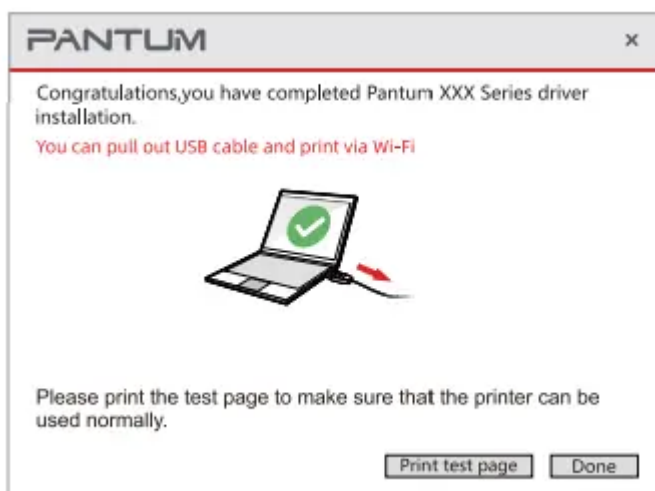 PANTUM
×
Congratulations,you have completed Pantum XXX Series driver
installation.
You can pull out USB cable and print via Wi-Fi
Please print the test page to make sure that the printer can be
used normally.
Print test page
Done